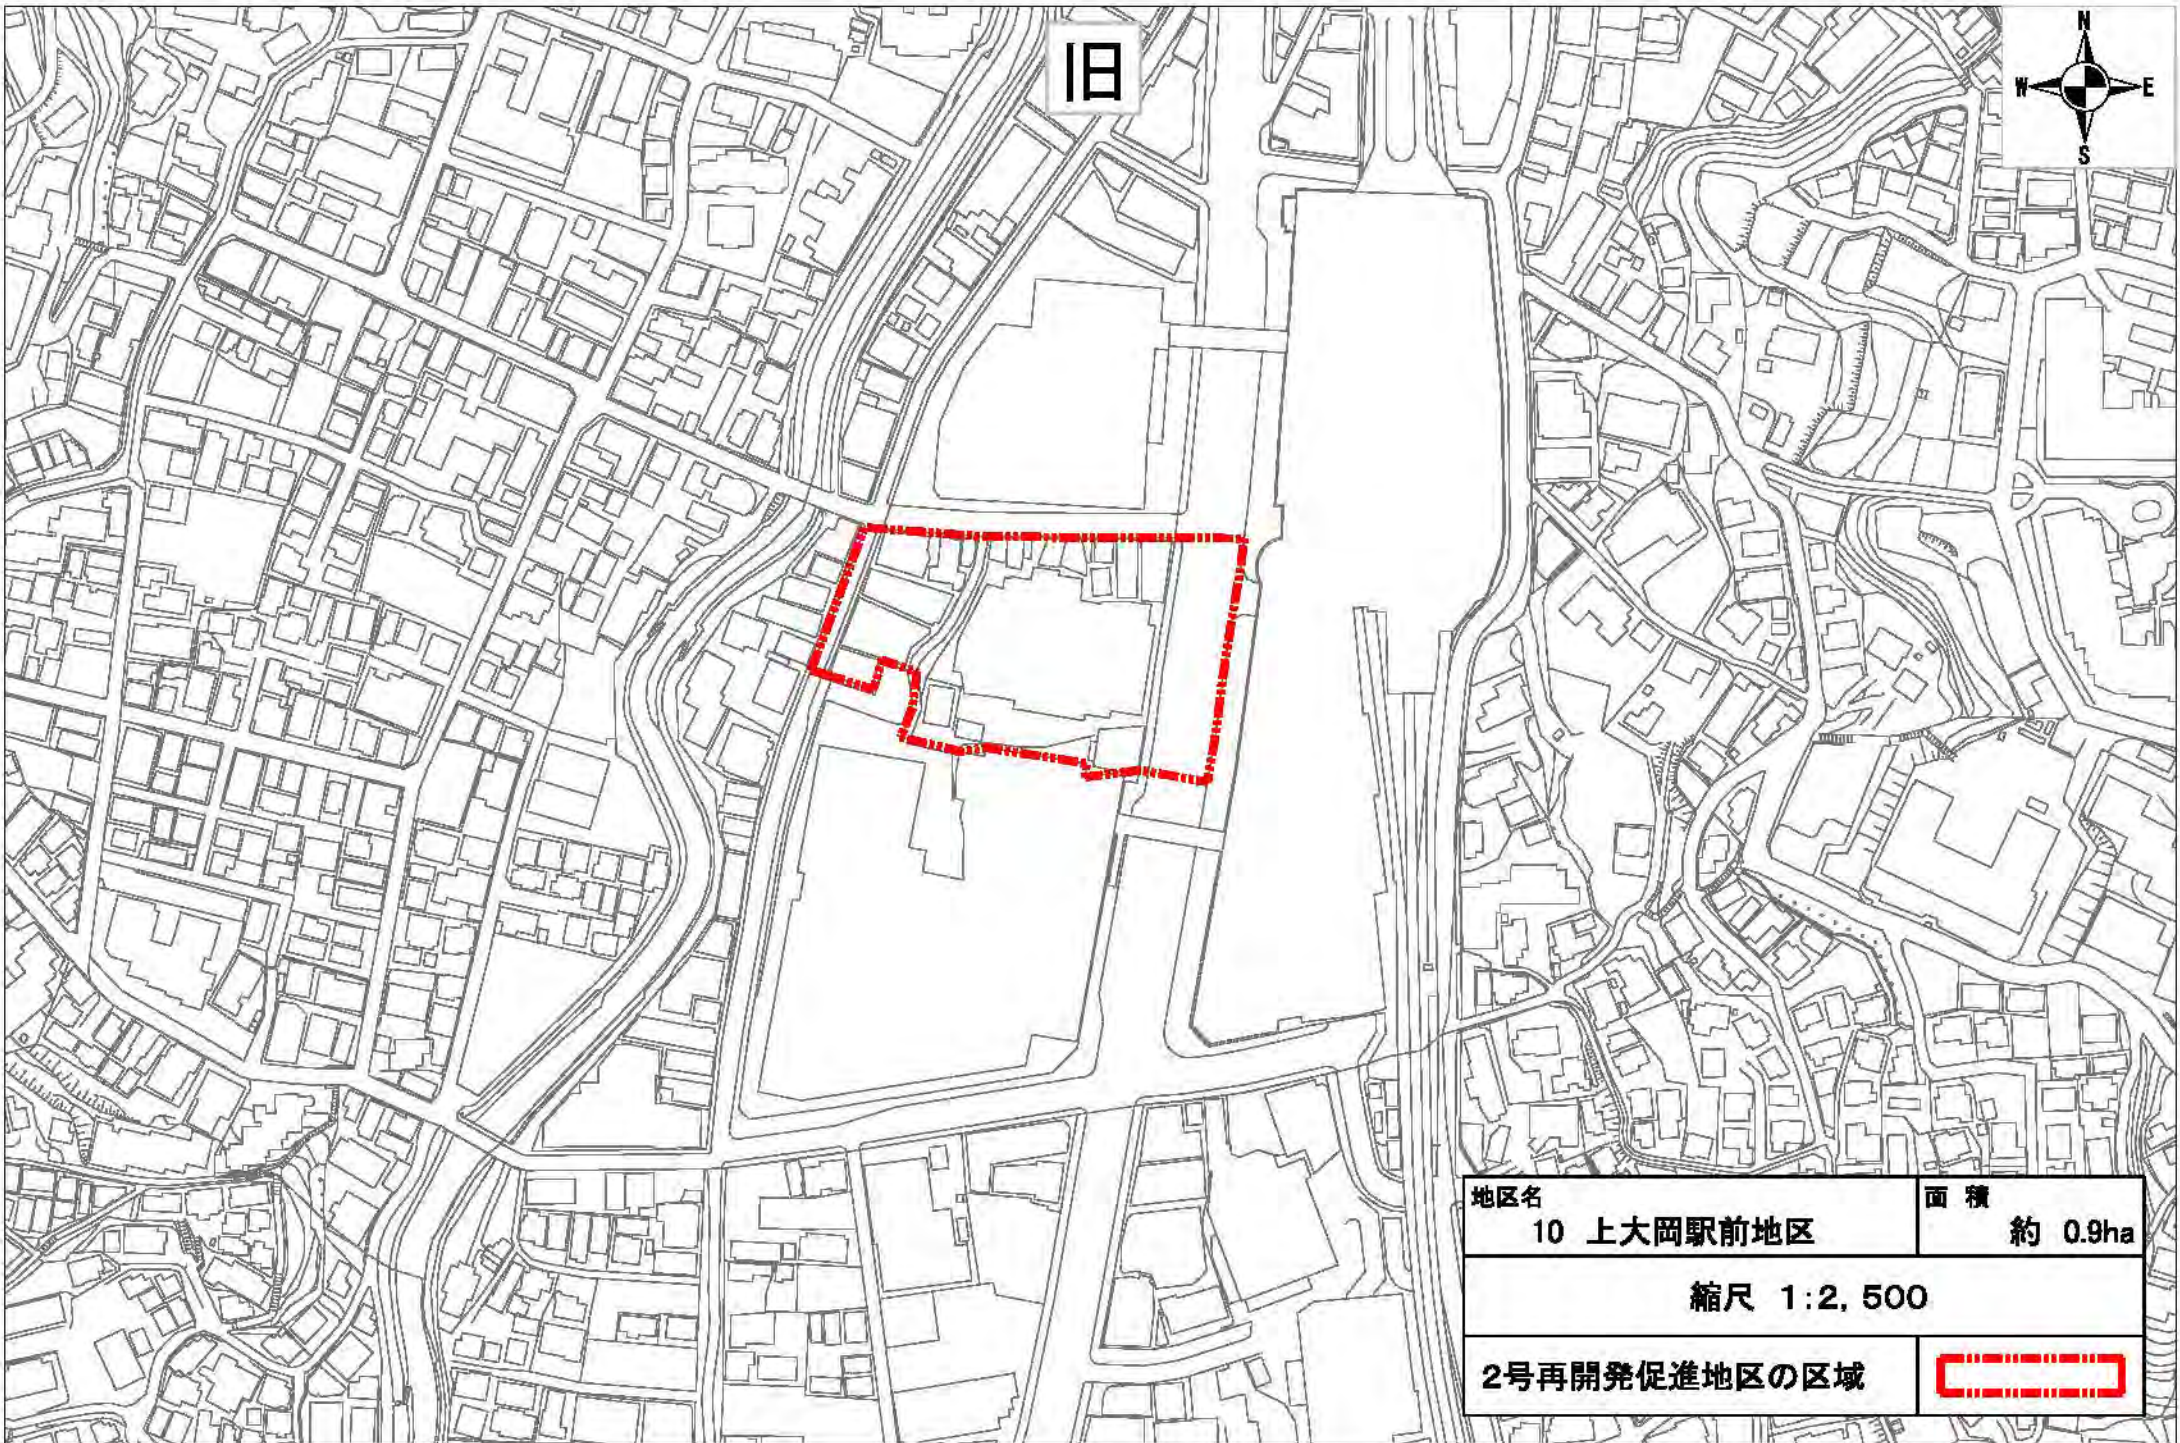 旧
N
W E
S
地区名
10 上大岡駅前地区
面 積
約 0.9ha
縮尺 1:2,500
2号再開発促進地区の区域